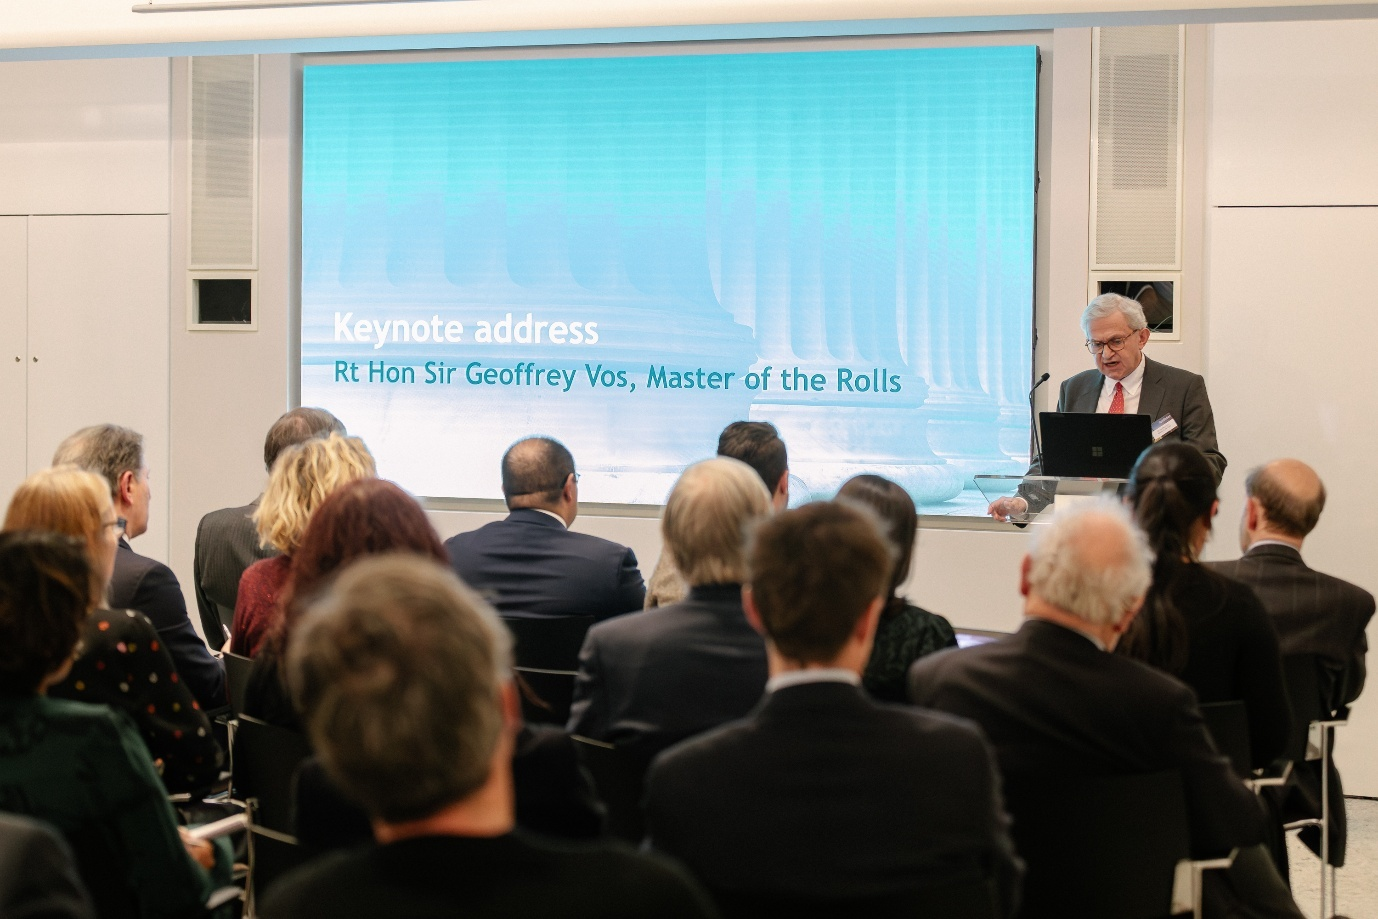 Keynote address
Rt Hon Sir Geoffrey Vos, Master of the Rolls